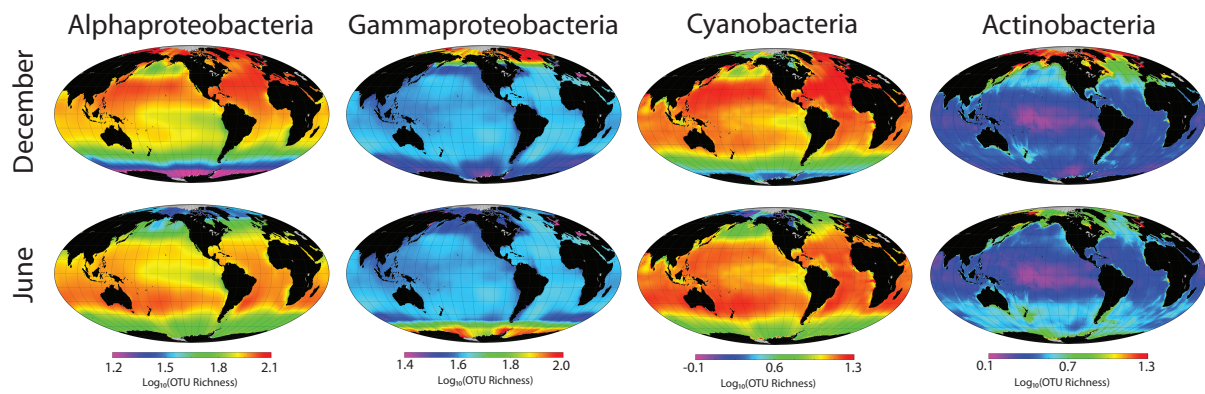 Alphaproteobacteria Gammaproteobacteria Cyanobacteria Actinobacteria
December
June
1.2 1.5 1.8 2.1 1.4 1.6 1.8 2.0 -0.1 0.6 1.3 0.1 0.7 1.3
Log₁₀(OTU Richness) Log₁₀(OTU Richness) Log₁₀(OTU Richness) Log₁₀(OTU Richness)